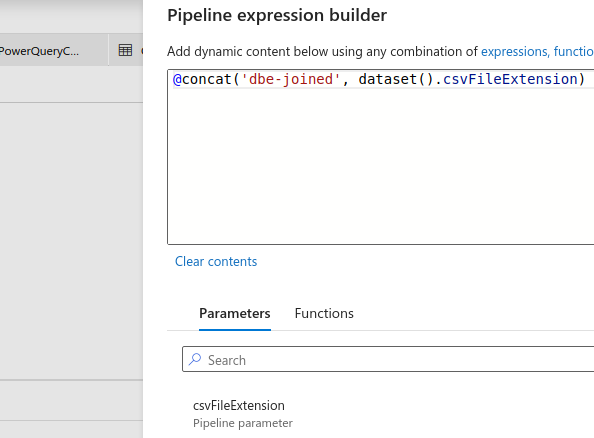 Pipeline expression builder
PowerQueryC...
Add dynamic content below using any combination of expressions, functio
@concat('dbe-joined', dataset().csvFileExtension)
Clear contents
Parameters Functions
Search
csvFileExtension
Pipeline parameter